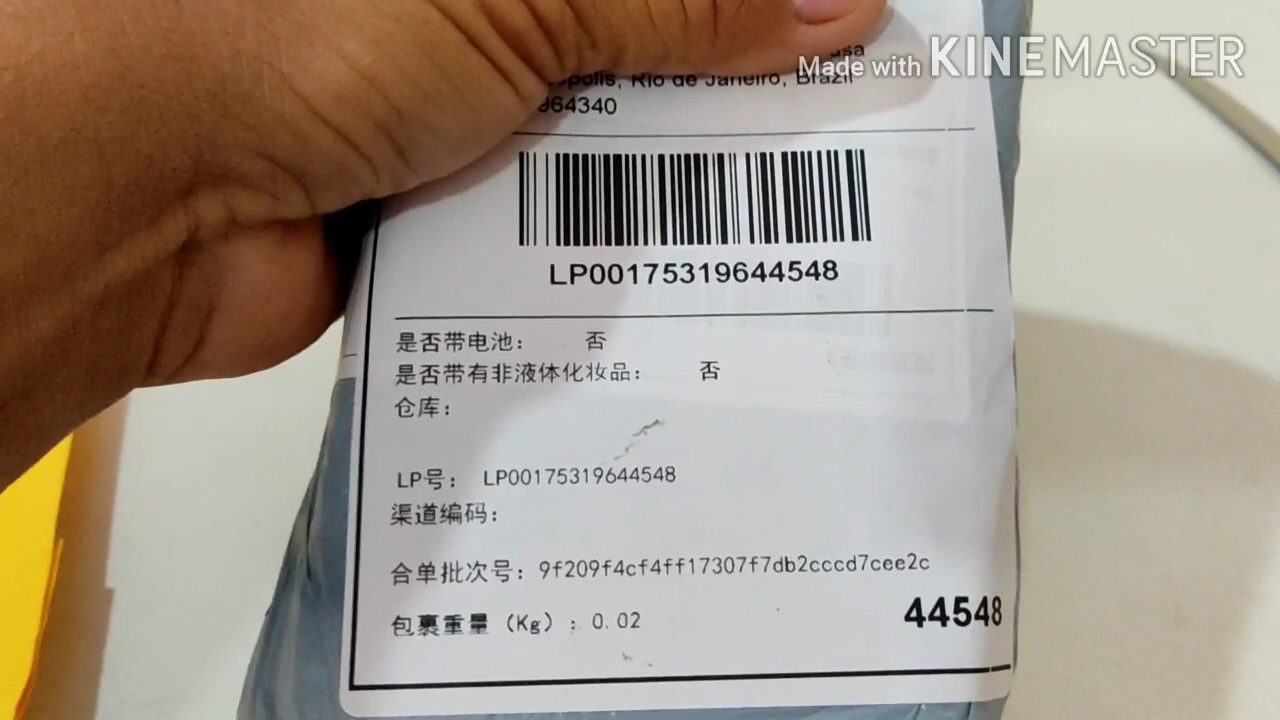 Made with KINEMASTER
Rio de Janeiro, Brazil
964340
LP00175319644548
是否带电池： 否
是否带有非液体化妆品： 否
仓库：
LP号： LP00175319644548
渠道编码：
合单批次号：9f209f4cf4ff17307f7db2cccd7cee2c
包裹重量（Kg）：0.02
44548